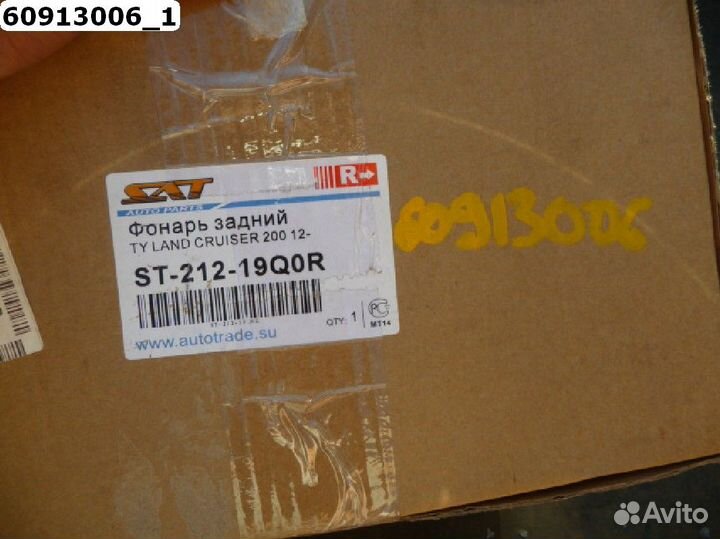 60913006_1
SAT
AUTO PARTS
R
Фонарь задний
TY LAND CRUISER 200 12-
ST-212-19Q0R
QTY: 1
МТ14
www.autotrade.su
60913006
Avito